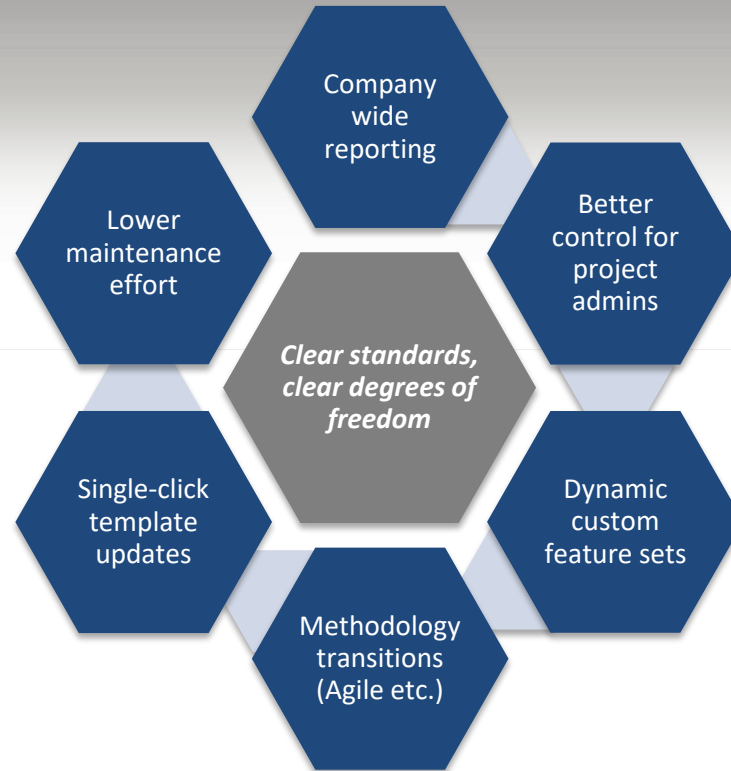 Company
wide
reporting
Better
control for
project
admins
Dynamic
custom
feature sets
Methodology
transitions
(Agile etc.)
Single-click
template
updates
Lower
maintenance
effort
Clear standards,
clear degrees of
freedom